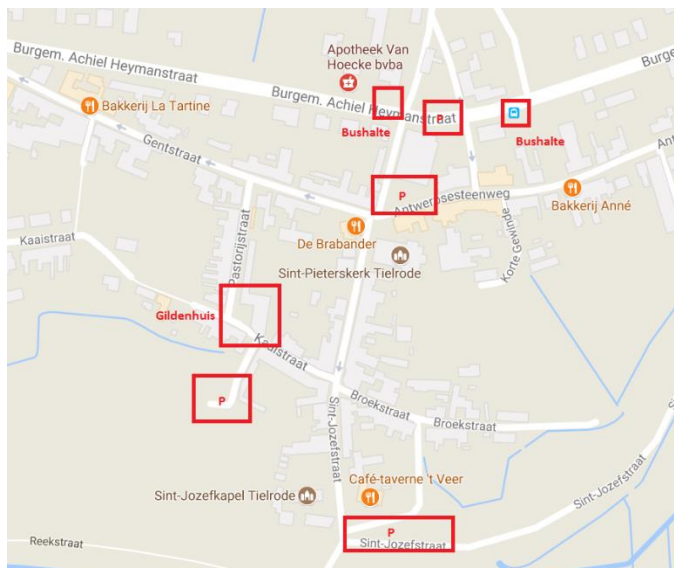 Burgem. Achiel Heymanstraat
Apotheek Van
Hoecke bvba
Burge
Burgem. Achiel Heymanstraat
P
Bakkerij La Tartine
Bushalte
Bushalte
Gentstraat
P
Antwerpsesteenweg
Ant
Bakkerij Anné
Kaaistraat
Pastorijstraat
De Brabander
Sint-Pieterskerk Tielrode
Korte Gewinde
Gildenhuis
Kaaistraat
P
Sint-Jozefstraat
Broekstraat
Café-taverne 't Veer
Sint-Jozefkapel Tielrode
Sint-Jozefstraat
P
Reekstraat
Sint-Jozefstraat